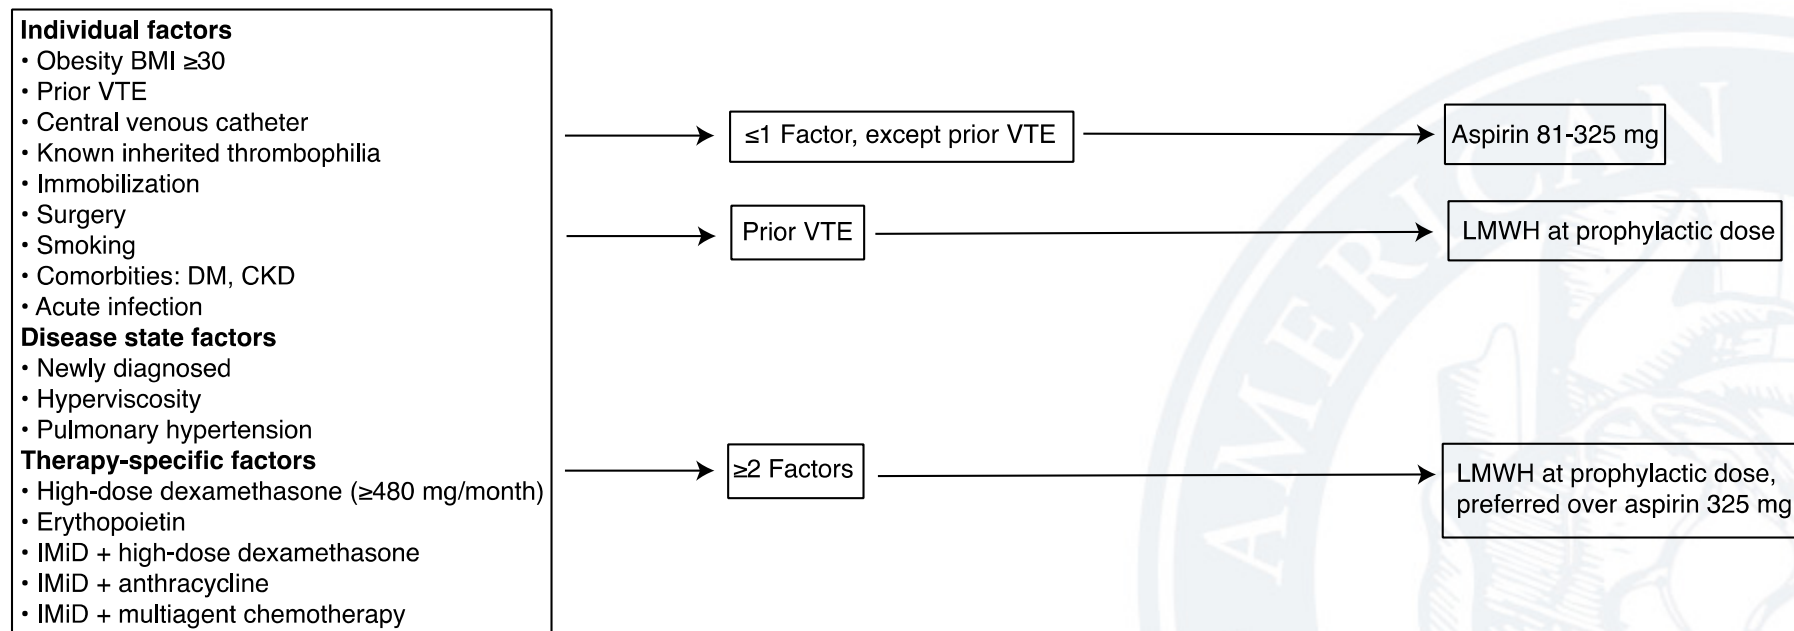 Individual factors
• Obesity BMI ≥30
• Prior VTE
• Central venous catheter
• Known inherited thrombophilia
• Immobilization
• Surgery
• Smoking
• Comorbities: DM, CKD
• Acute infection
Disease state factors
• Newly diagnosed
• Hyperviscosity
• Pulmonary hypertension
Therapy-specific factors
• High-dose dexamethasone (≥480 mg/month)
• Erythopoietin
• IMiD + high-dose dexamethasone
• IMiD + anthracycline
• IMiD + multiagent chemotherapy
≤1 Factor, except prior VTE
Aspirin 81-325 mg
Prior VTE
LMWH at prophylactic dose
≥2 Factors
LMWH at prophylactic dose,
preferred over aspirin 325 mg
AMERICAN